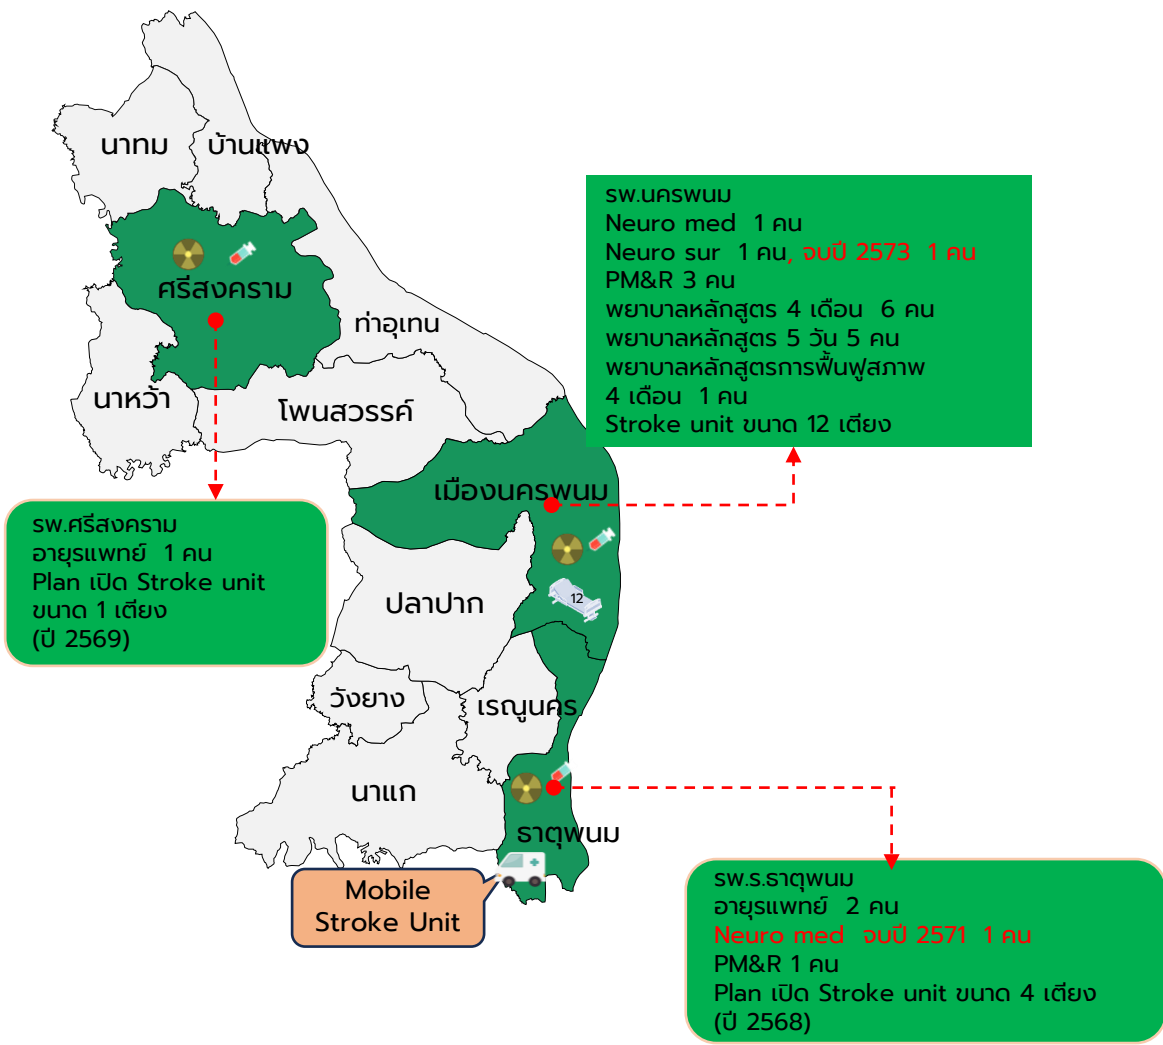 นาทม
บ้านแพง
ศรีสงคราม
ท่าอุเทน
นาหว้า
โพนสวรรค์
เมืองนครพนม
12
ปลาปาก
วังยาง
เรณูนคร
นาแก
ธาตุพนม
Mobile
Stroke Unit
รพ.นครพนม
Neuro med 1 คน
Neuro sur 1 คน, จบปี 2573 1 คน
PM&R 3 คน
พยาบาลหลักสูตร 4 เดือน 6 คน
พยาบาลหลักสูตร 5 วัน 5 คน
พยาบาลหลักสูตรการฟื้นฟูสภาพ
4 เดือน 1 คน
Stroke unit ขนาด 12 เตียง
รพ.ศรีสงคราม
อายุรแพทย์ 1 คน
Plan เปิด Stroke unit
ขนาด 1 เตียง
(ปี 2569)
รพ.ร.ธาตุพนม
อายุรแพทย์ 2 คน
Neuro med จบปี 2571 1 คน
PM&R 1 คน
Plan เปิด Stroke unit ขนาด 4 เตียง
(ปี 2568)